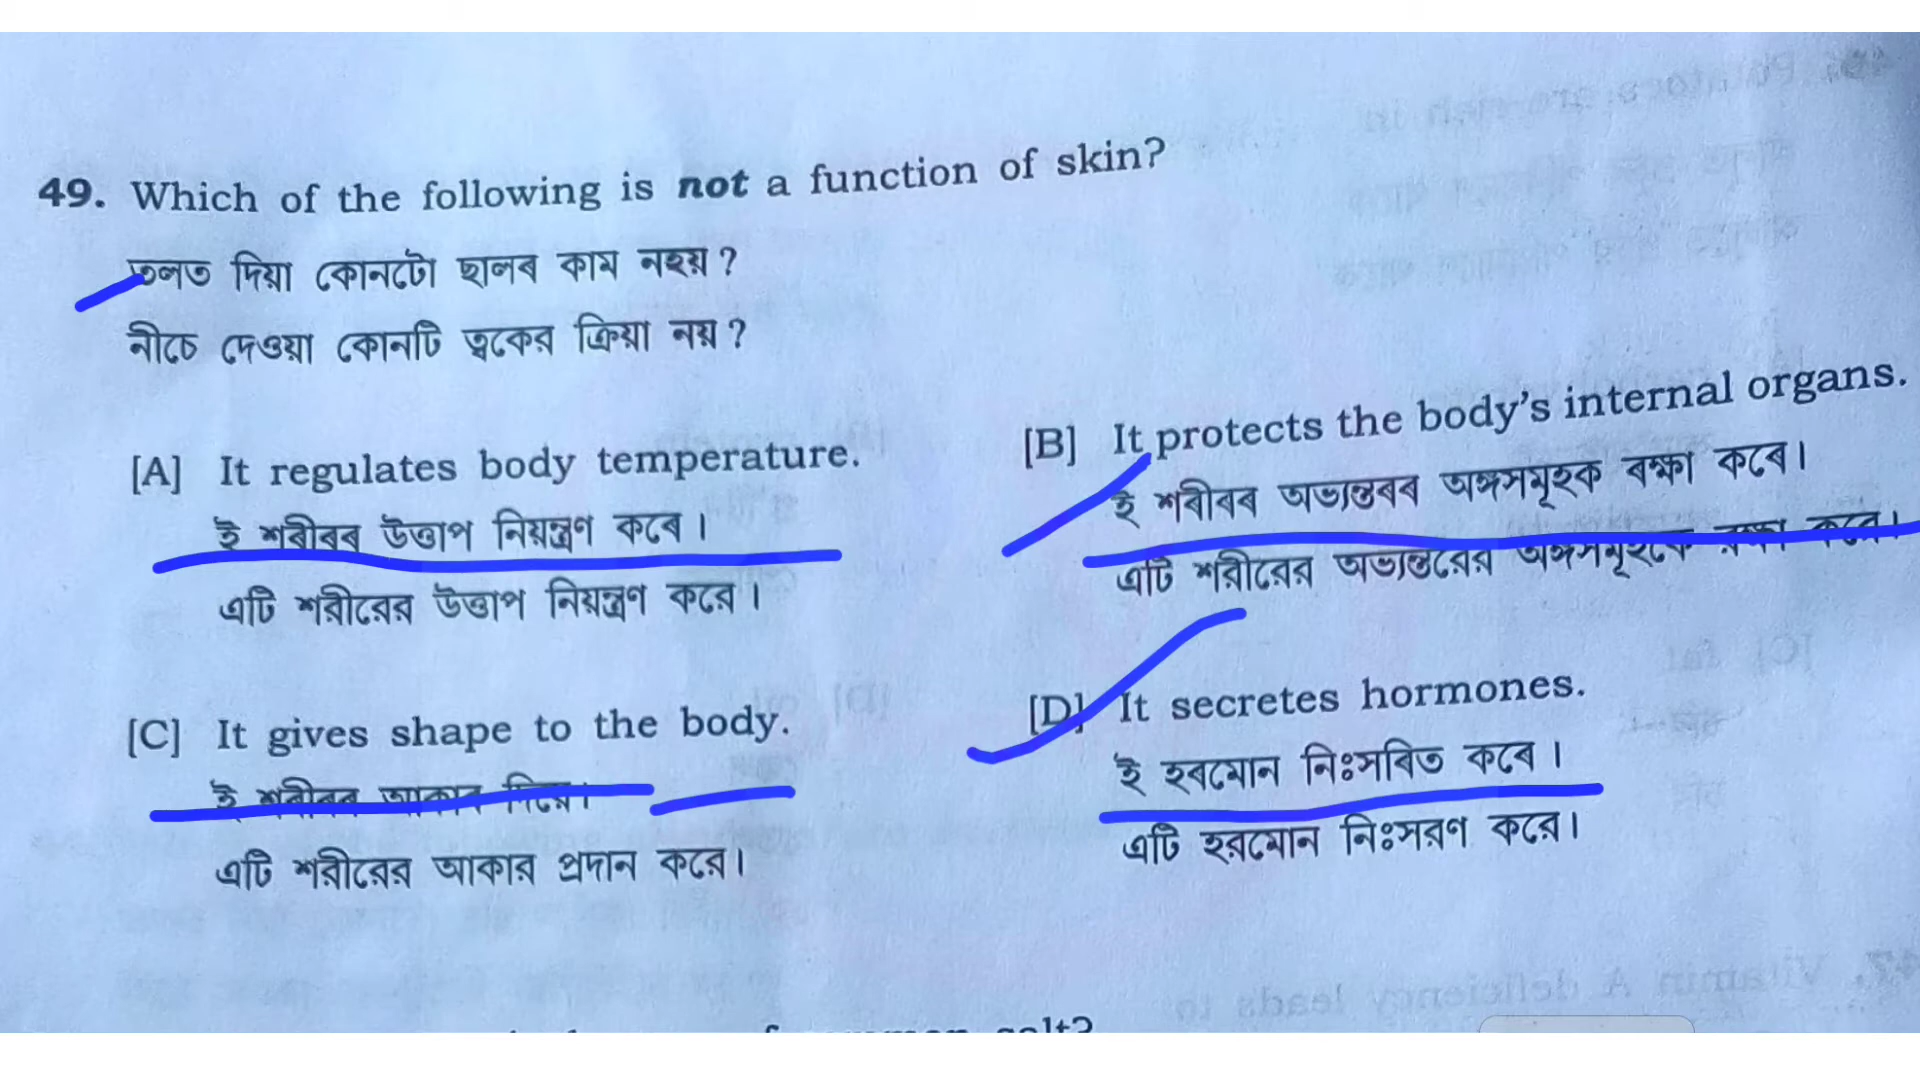 49. Which of the following is not a function of skin?
তলত দিয়া কোনটো ছালৰ কাম নহয় ?
নীচে দেওয়া কোনটি ত্বকের ক্রিয়া নয় ?
[A] It regulates body temperature.
ই শৰীৰৰ উত্তাপ নিয়ন্ত্ৰণ কৰে ।
এটি শরীরের উত্তাপ নিয়ন্ত্রণ করে ।
[B] It protects the body's internal organs.
ই শৰীৰৰ অভ্যন্তৰৰ অঙ্গসমূহক ৰক্ষা কৰে ।
এটি শরীরের অভ্যন্তরের অঙ্গসমূহকে রক্ষা করে ।
[C] It gives shape to the body.
ই শৰীৰৰ আকাৰ দিয়ে ।
এটি শরীরের আকার প্রদান করে ।
[D] It secretes hormones.
ই হৰমোন নিঃসৰিত কৰে ।
এটি হরমোন নিঃসরণ করে ।